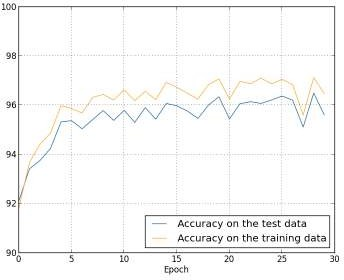 100
98
96
94
92
90
0 5 10 15 20 25 30
Epoch
Accuracy on the test data
Accuracy on the training data